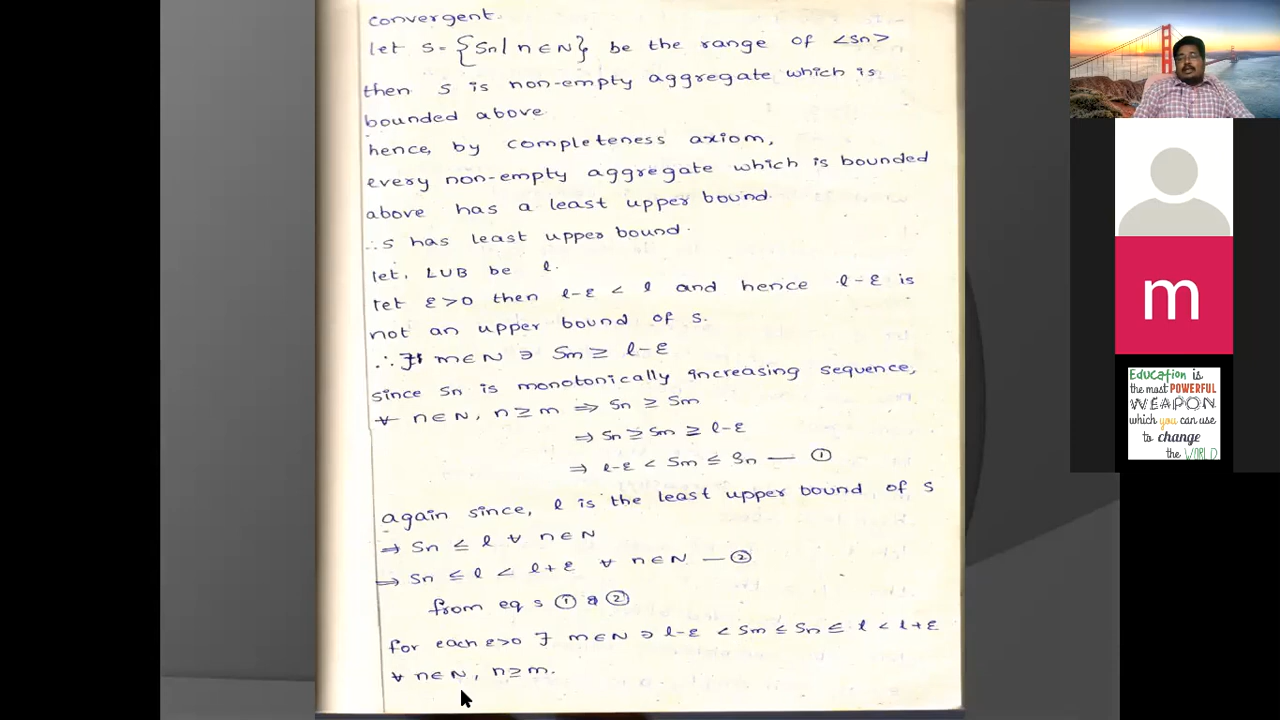 convergent.
let S = {Sn / n ∈ N} be the range of <sn>
then s is non-empty aggregate which is
bounded above.
hence, by completeness axiom,
every non-empty aggregate which is bounded
above has a least upper bound.
∴ s has least upper bound.
let, LUB be l.
let ε>0 then l-ε < l and hence l-ε is
not an upper bound of s.
∴ ∃ m∈N ∋ Sm ≥ l-ε
since sn is monotonically increasing sequence,
∀ n∈N, n≥m ⇒ Sn ≥ Sm
⇒ Sn ≥ Sm ≥ l-ε
⇒ l-ε < Sm ≤ Sn — ①
again since, l is the least upper bound of s
⇒ Sn ≤ l ∀ n∈N
⇒ Sn ≤ l < l+ε ∀ n∈N — ②
from eq s ① & ②
for each ε>0 ∃ m∈N ∋ l-ε < Sm ≤ Sn ≤ l < l+ε
∀ n∈N, n≥m.
m
Education is
the most POWERFUL
WEAPON
which you can use
to change
the WORLD